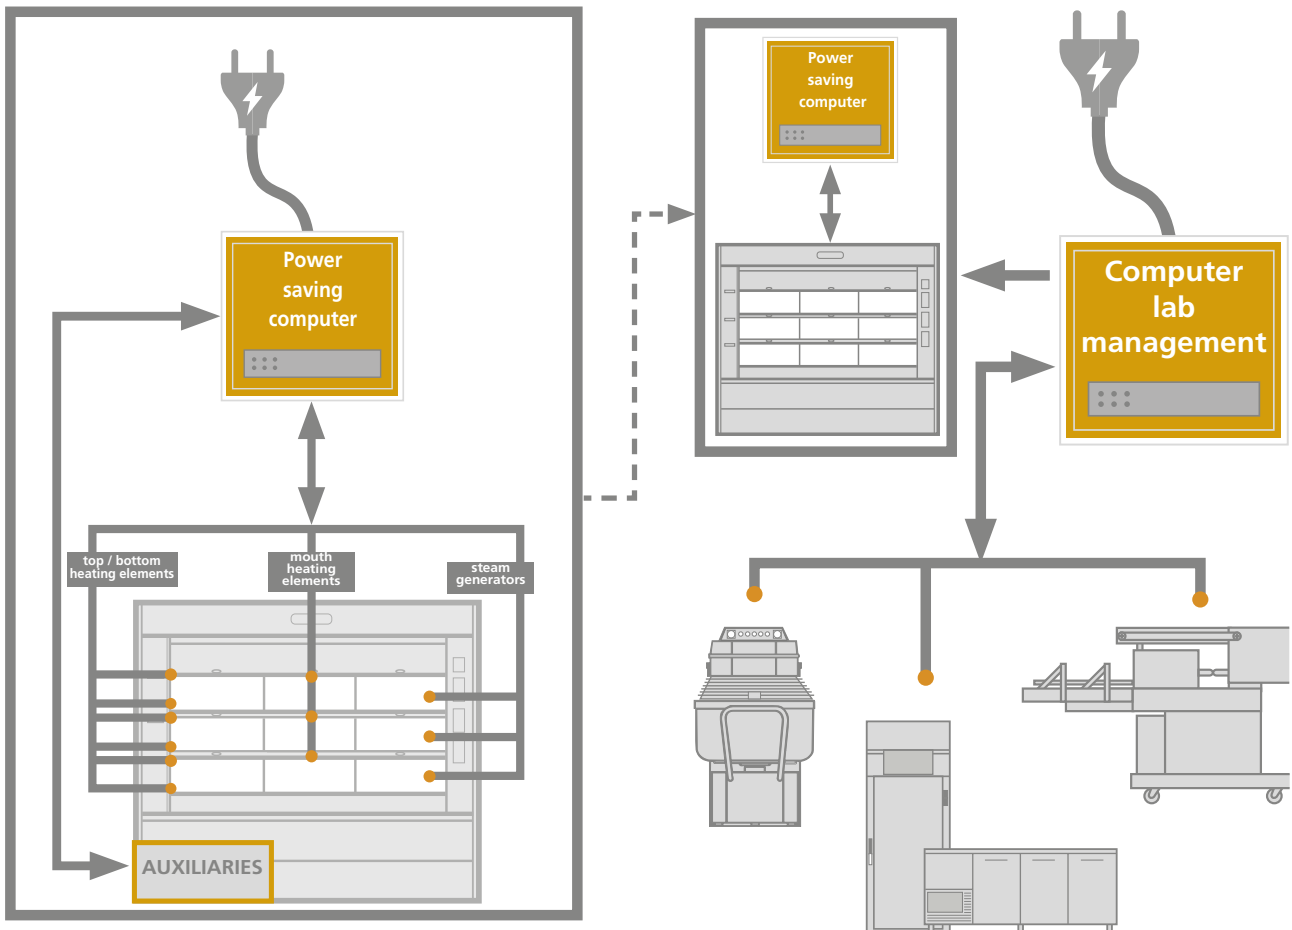 Power
saving
computer
top / bottom
heating elements
mouth
heating
elements
steam
generators
AUXILIARIES
Power
saving
computer
Computer
lab
management